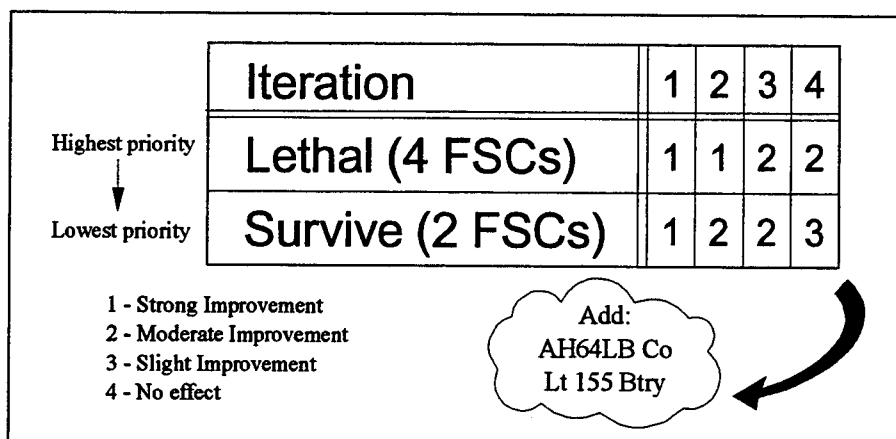 Iteration 1 2 3 4
Highest priority
Lethal (4 FSCs) 1 1 2 2
Lowest priority
Survive (2 FSCs) 1 2 2 3
1 - Strong Improvement
2 - Moderate Improvement
3 - Slight Improvement
4 - No effect
Add:
AH64LB Co
Lt 155 Btry